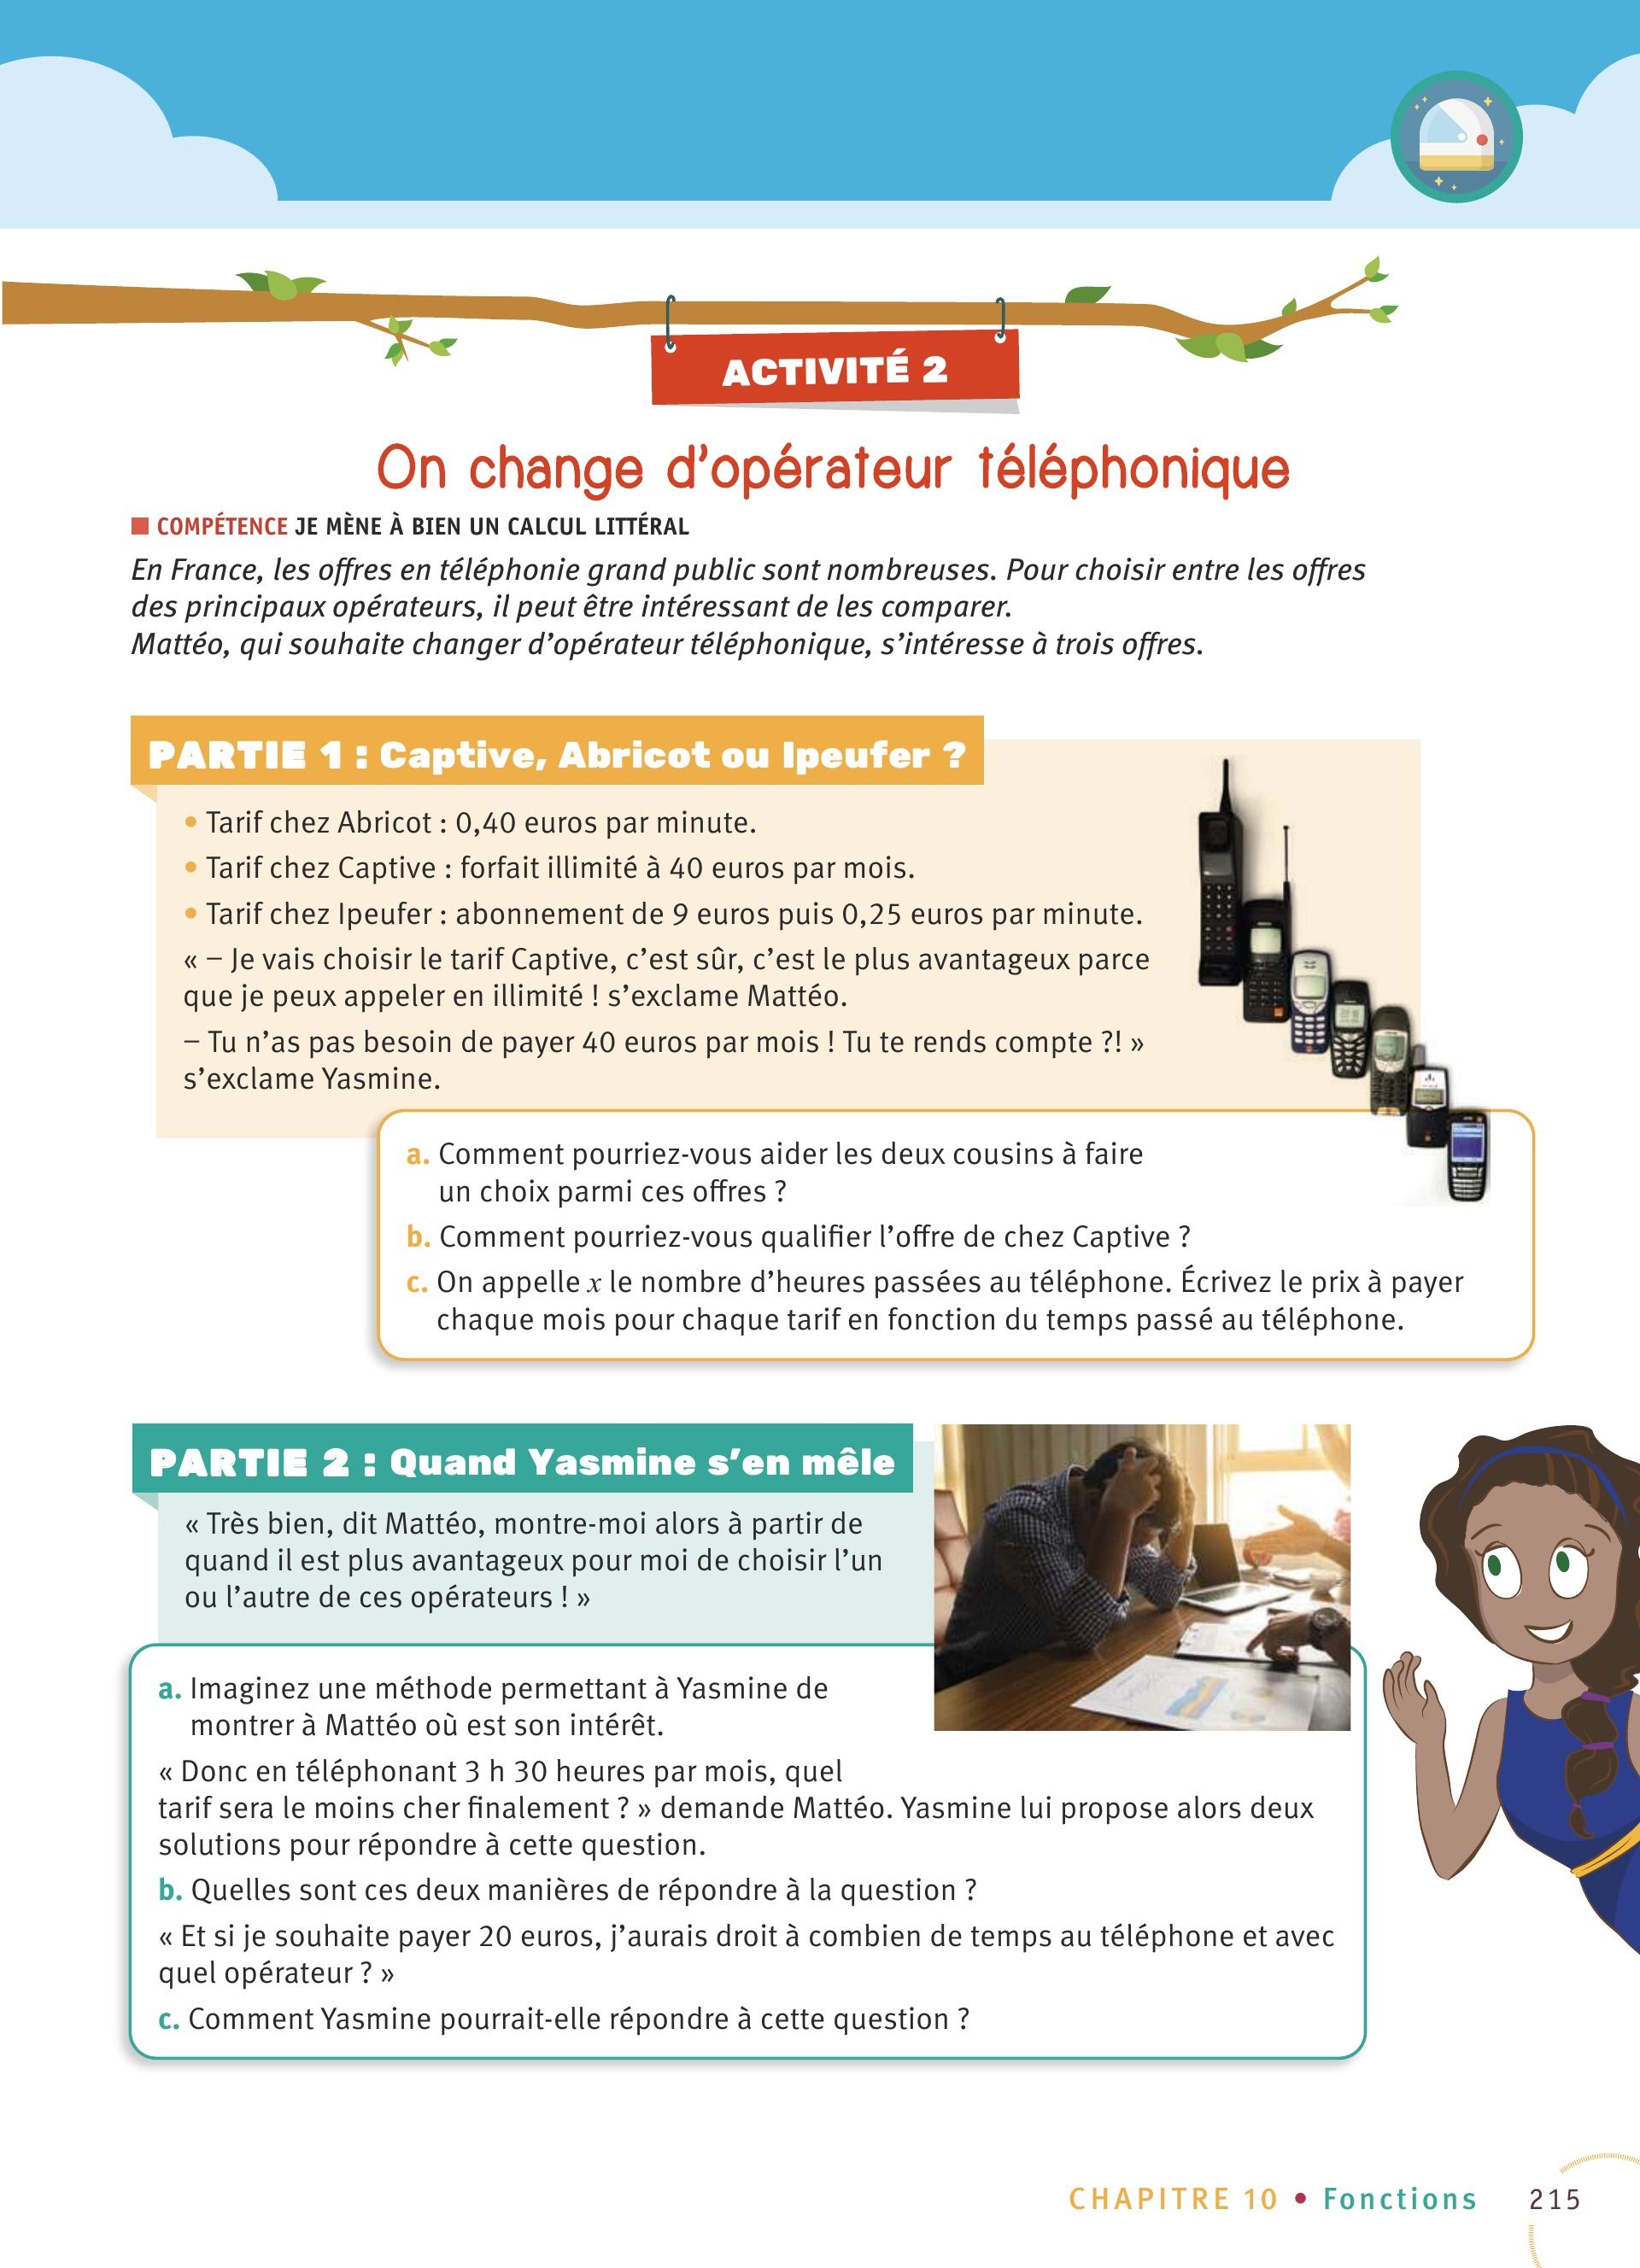 ACTIVITÉ 2
On change d’opérateur téléphonique
COMPÉTENCE JE MÈNE À BIEN UN CALCUL LITTÉRAL
En France, les offres en téléphonie grand public sont nombreuses. Pour choisir entre les offres
des principaux opérateurs, il peut être intéressant de les comparer.
Mattéo, qui souhaite changer d’opérateur téléphonique, s’intéresse à trois offres.
PARTIE 1 : Captive, Abricot ou Ipeufer ?
• Tarif chez Abricot : 0,40 euros par minute.
• Tarif chez Captive : forfait illimité à 40 euros par mois.
• Tarif chez Ipeufer : abonnement de 9 euros puis 0,25 euros par minute.
« – Je vais choisir le tarif Captive, c’est sûr, c’est le plus avantageux parce
que je peux appeler en illimité ! s’exclame Mattéo.
– Tu n’as pas besoin de payer 40 euros par mois ! Tu te rends compte ?! »
s’exclame Yasmine.
a. Comment pourriez-vous aider les deux cousins à faire
un choix parmi ces offres ?
b. Comment pourriez-vous qualifier l’offre de chez Captive ?
c. On appelle x le nombre d’heures passées au téléphone. Écrivez le prix à payer
chaque mois pour chaque tarif en fonction du temps passé au téléphone.
PARTIE 2 : Quand Yasmine s’en mêle
« Très bien, dit Mattéo, montre-moi alors à partir de
quand il est plus avantageux pour moi de choisir l’un
ou l’autre de ces opérateurs ! »
a. Imaginez une méthode permettant à Yasmine de
montrer à Mattéo où est son intérêt.
« Donc en téléphonant 3 h 30 heures par mois, quel
tarif sera le moins cher finalement ? » demande Mattéo. Yasmine lui propose alors deux
solutions pour répondre à cette question.
b. Quelles sont ces deux manières de répondre à la question ?
« Et si je souhaite payer 20 euros, j’aurais droit à combien de temps au téléphone et avec
quel opérateur ? »
c. Comment Yasmine pourrait-elle répondre à cette question ?
CHAPITRE 10 • Fonctions 215